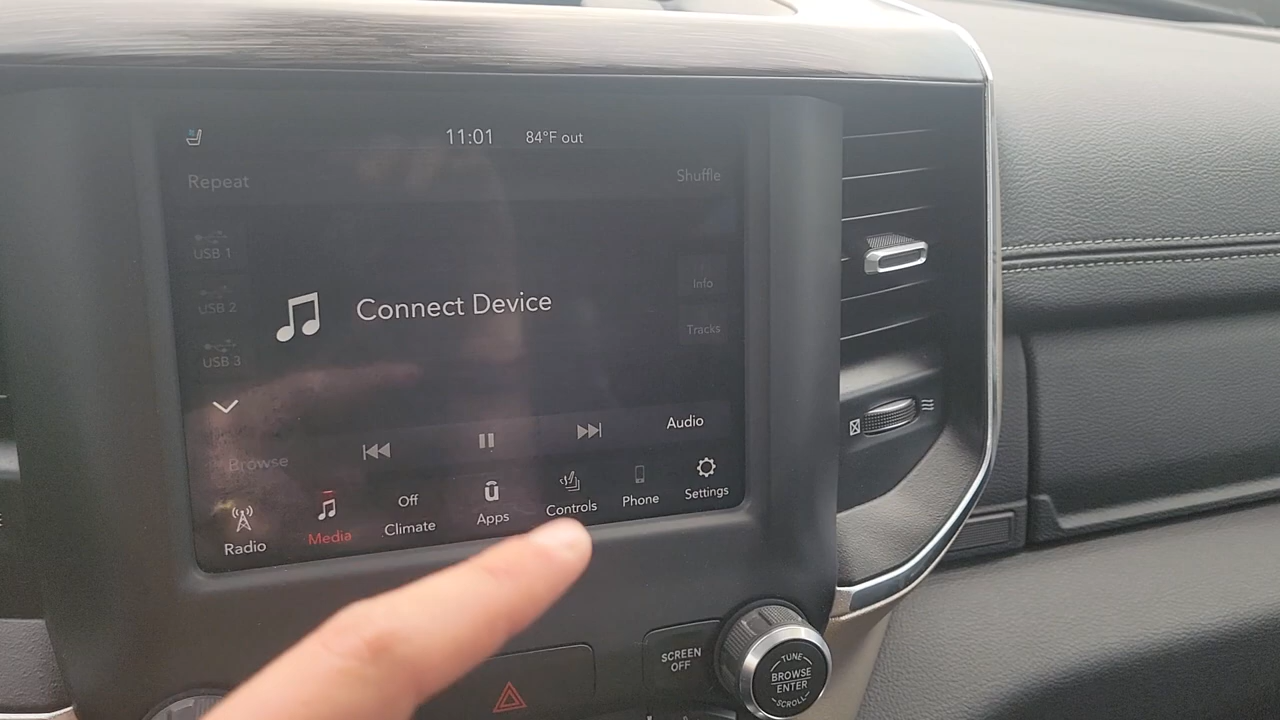 11:01 84°F out
Repeat Shuffle
USB 1
Info
USB 2
Connect Device
Tracks
USB 3
Audio
Browse
Radio
Media
Off
Climate
Apps
Controls
Phone
Settings
SCREEN
OFF
TUNE
BROWSE
ENTER
SCROLL